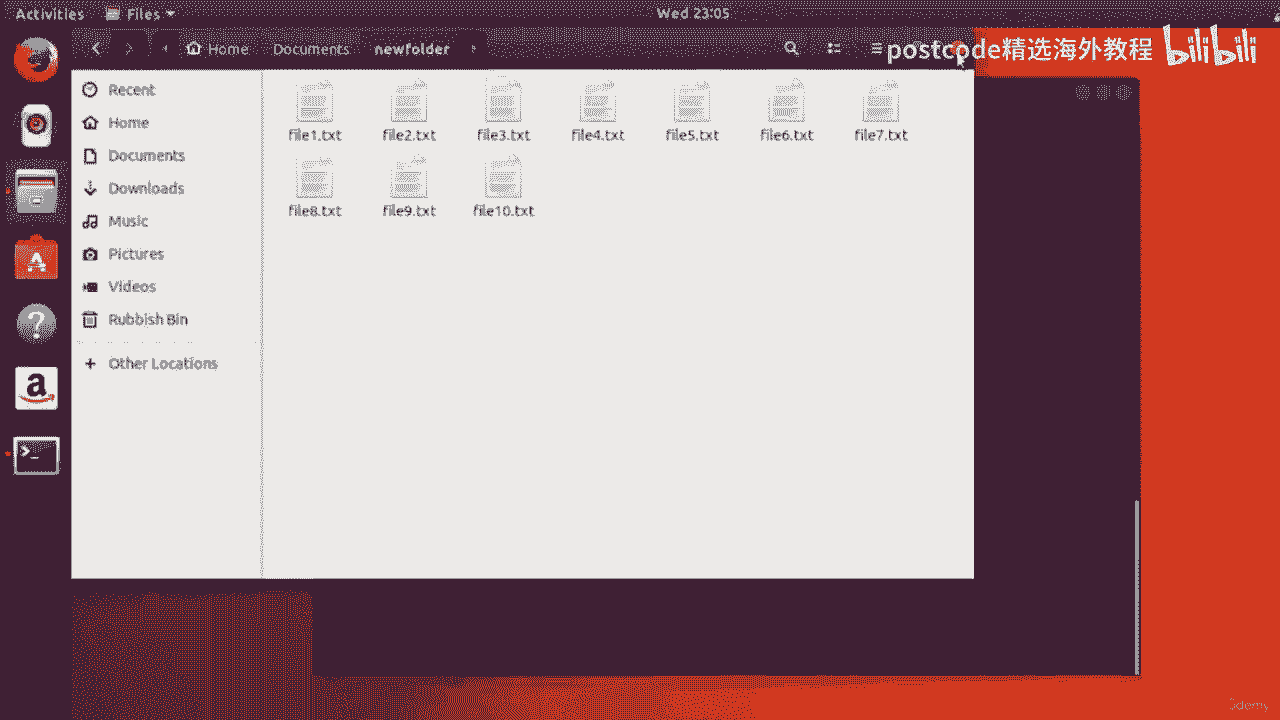 Activities Files Wed 23:05
Home Documents newfolder
postcode精选海外教程 bilibili
Recent
Home
Documents
Downloads
Music
Pictures
Videos
Rubbish Bin
Other Locations
file1.txt file2.txt file3.txt file4.txt file5.txt file6.txt file7.txt
file8.txt file9.txt file10.txt
Udemy